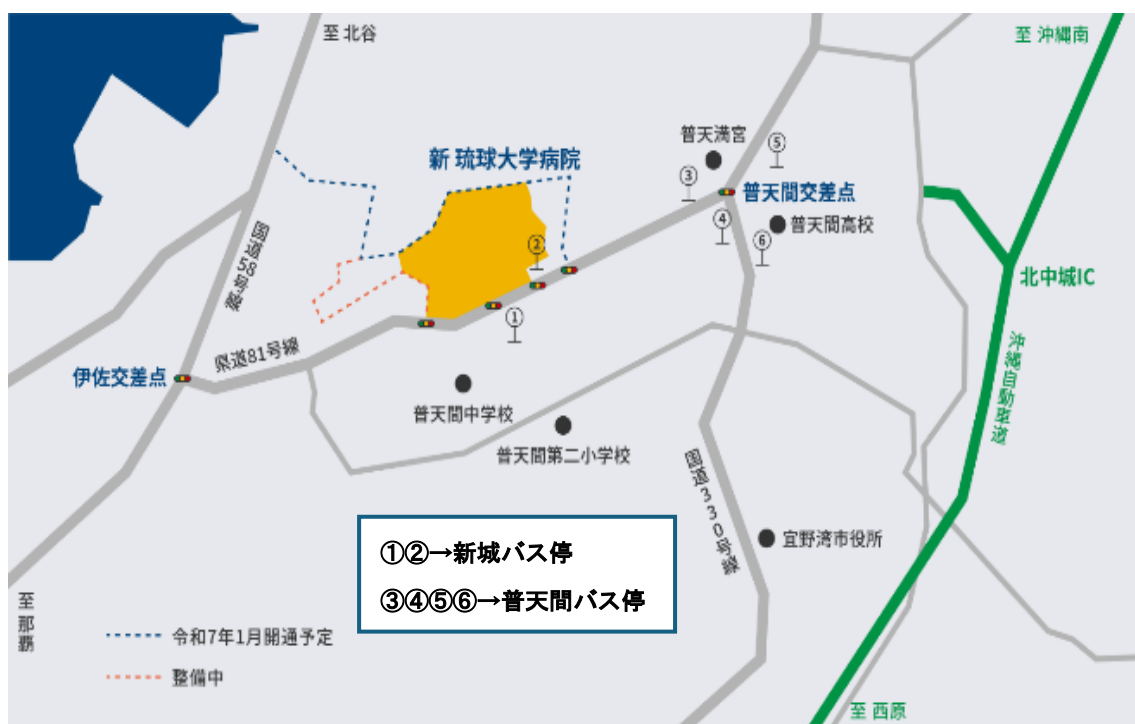 至 北谷
至 沖縄南
普天満宮
⑤
新 琉球大学病院
③
普天間交差点
④
普天間高校
②
⑥
国道58号線
北中城IC
①
県道81号線
沖縄自動車道
伊佐交差点
普天間中学校
普天間第二小学校
国道330号線
①②→新城バス停
宜野湾市役所
③④⑤⑥→普天間バス停
至 那覇
令和7年1月開通予定
整備中
至 西原